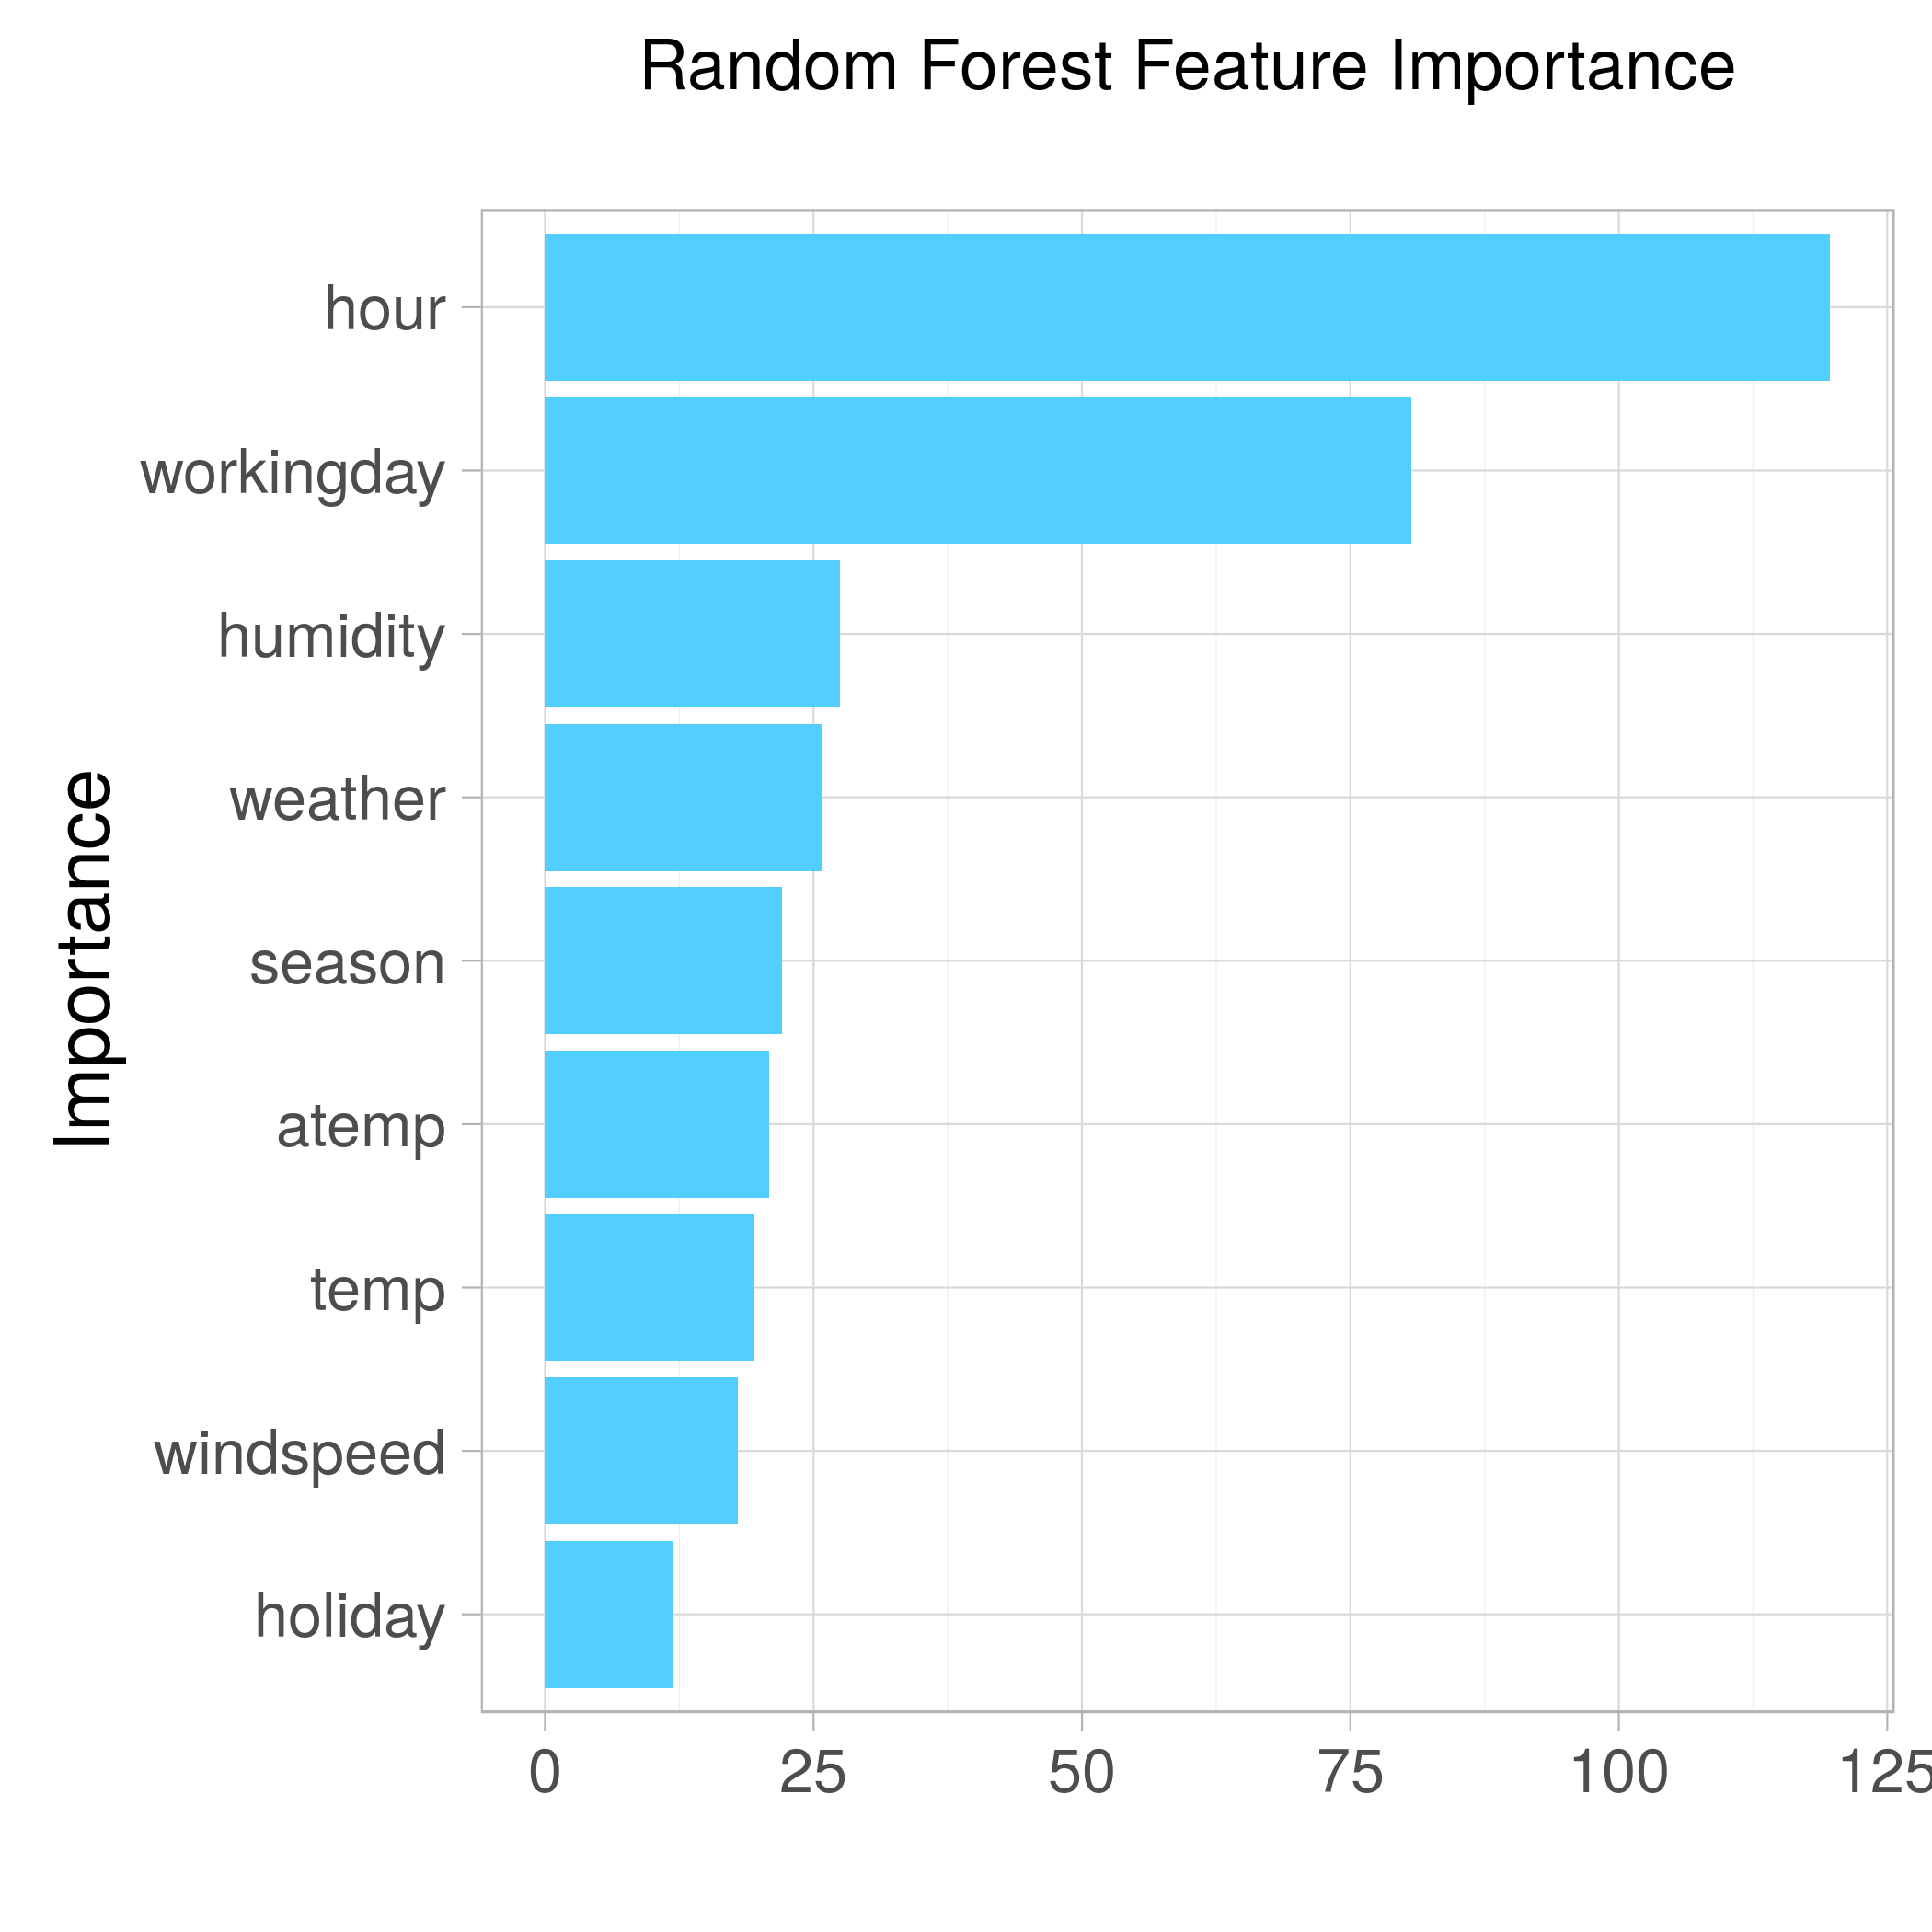 Random Forest Feature Importance
hour
workingday
humidity
weather
season
atemp
temp
windspeed
holiday
Importance
0 25 50 75 100 125